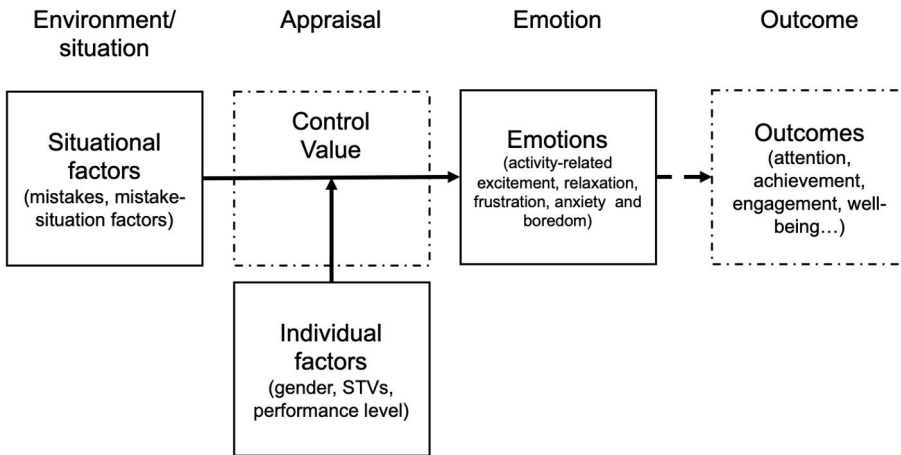 Environment/
situation
Appraisal
Emotion
Outcome
Situational
factors
(mistakes, mistake-
situation factors)
Control
Value
Emotions
(activity-related
excitement, relaxation,
frustration, anxiety and
boredom)
Outcomes
(attention,
achievement,
engagement, well-
being…)
Individual
factors
(gender, STVs,
performance level)